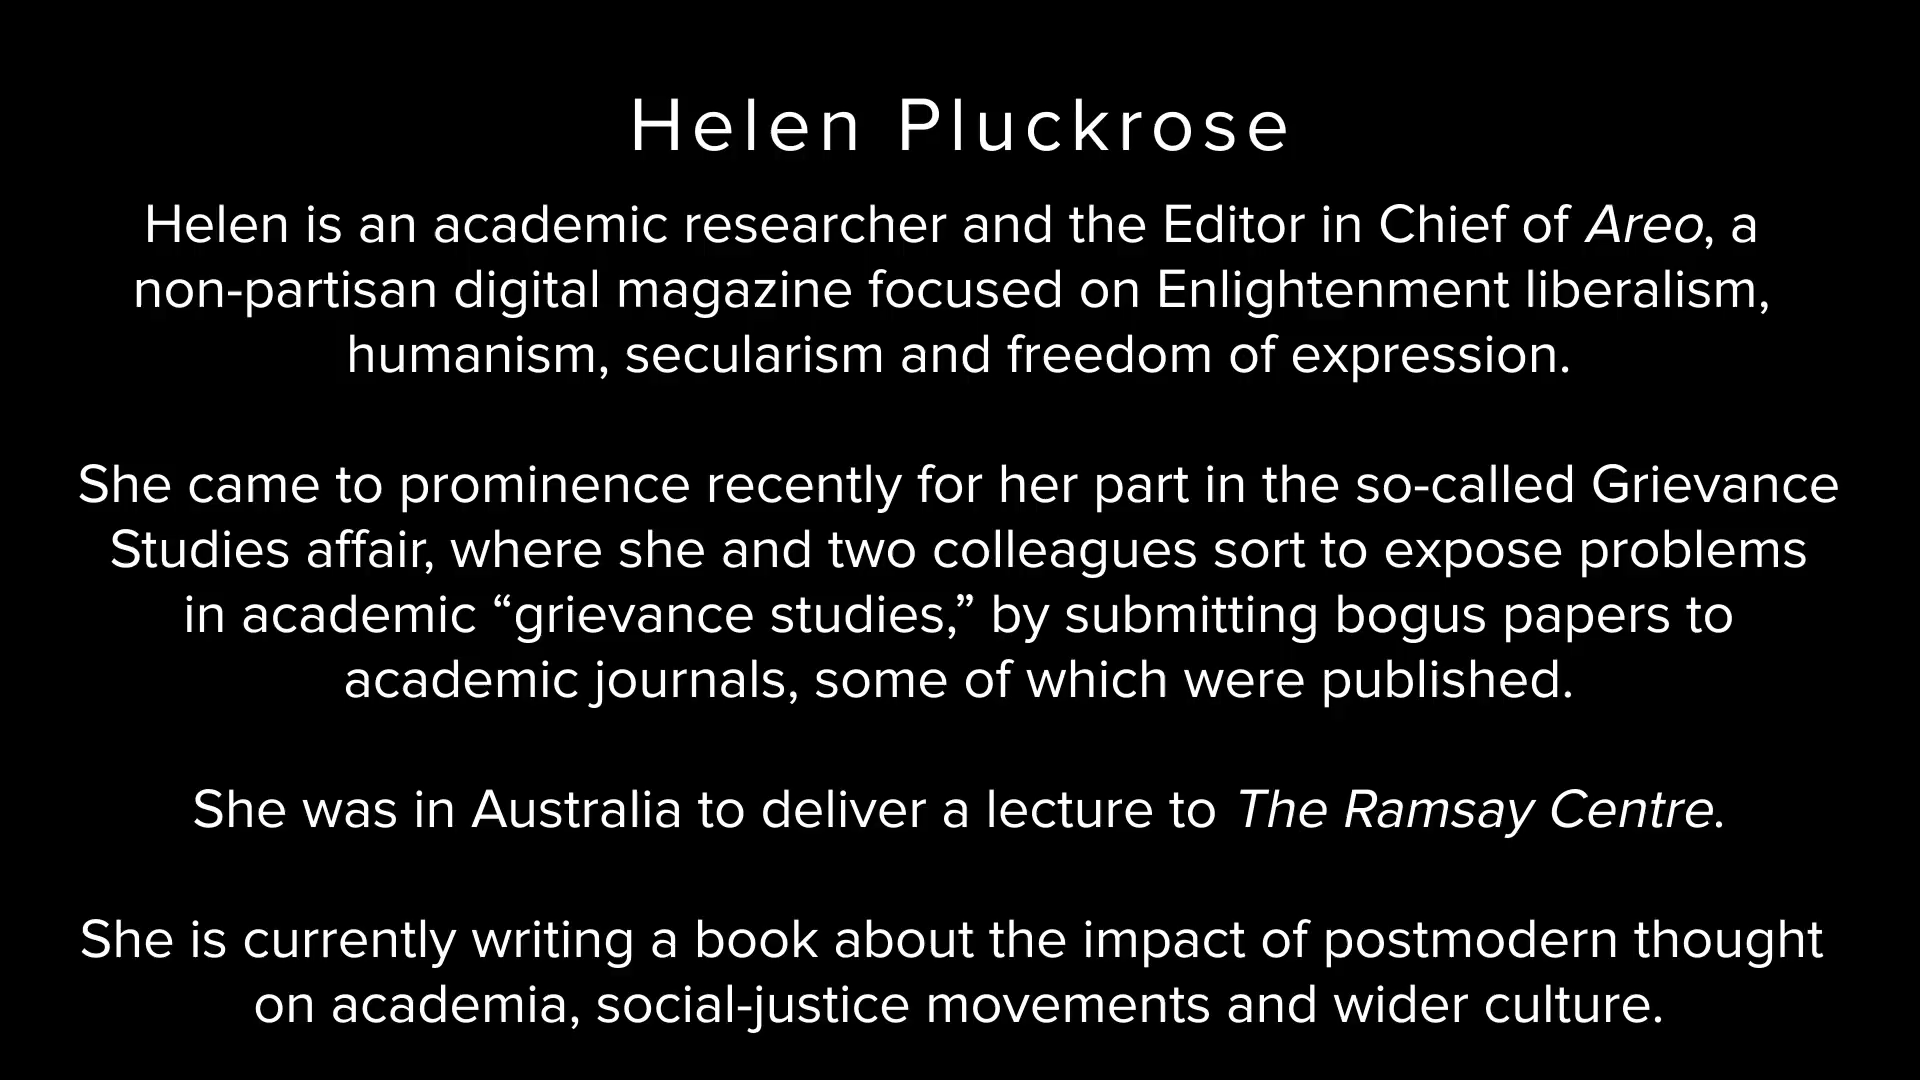 Helen Pluckrose
Helen is an academic researcher and the Editor in Chief of Areo, a
non-partisan digital magazine focused on Enlightenment liberalism,
humanism, secularism and freedom of expression.
She came to prominence recently for her part in the so-called Grievance
Studies affair, where she and two colleagues sort to expose problems
in academic “grievance studies,” by submitting bogus papers to
academic journals, some of which were published.
She was in Australia to deliver a lecture to The Ramsay Centre.
She is currently writing a book about the impact of postmodern thought
on academia, social-justice movements and wider culture.